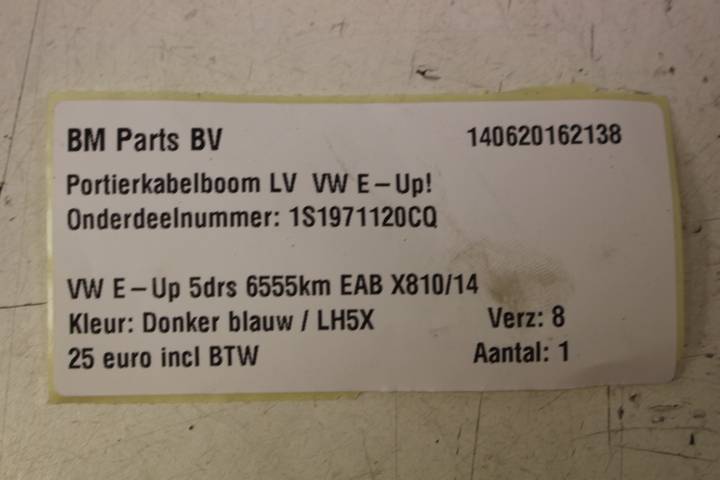 BM Parts BV 140620162138
Portierkabelboom LV VW E-Up!
Onderdeelnummer: 1S1971120CQ
VW E-Up 5drs 6555km EAB X810/14
Kleur: Donker blauw / LH5X Verz: 8
25 euro incl BTW Aantal: 1